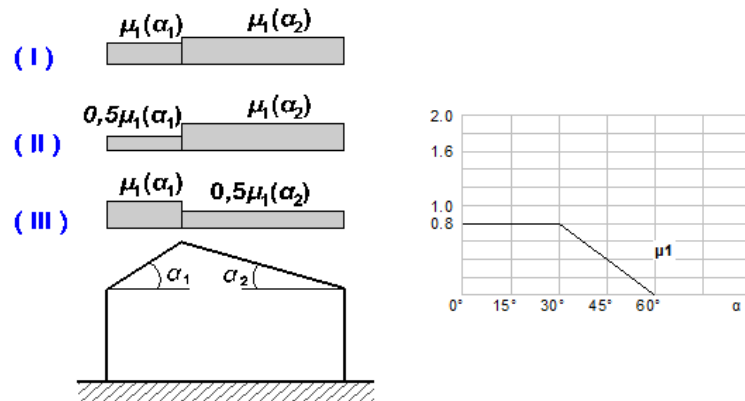 μ₁(α₁) μ₁(α₂)
( I )
0,5μ₁(α₁) μ₁(α₂)
( II )
μ₁(α₁) 0,5μ₁(α₂)
( III )
α₁ α₂
2.0
1.6
1.0
0.8
μ1
0° 15° 30° 45° 60° α